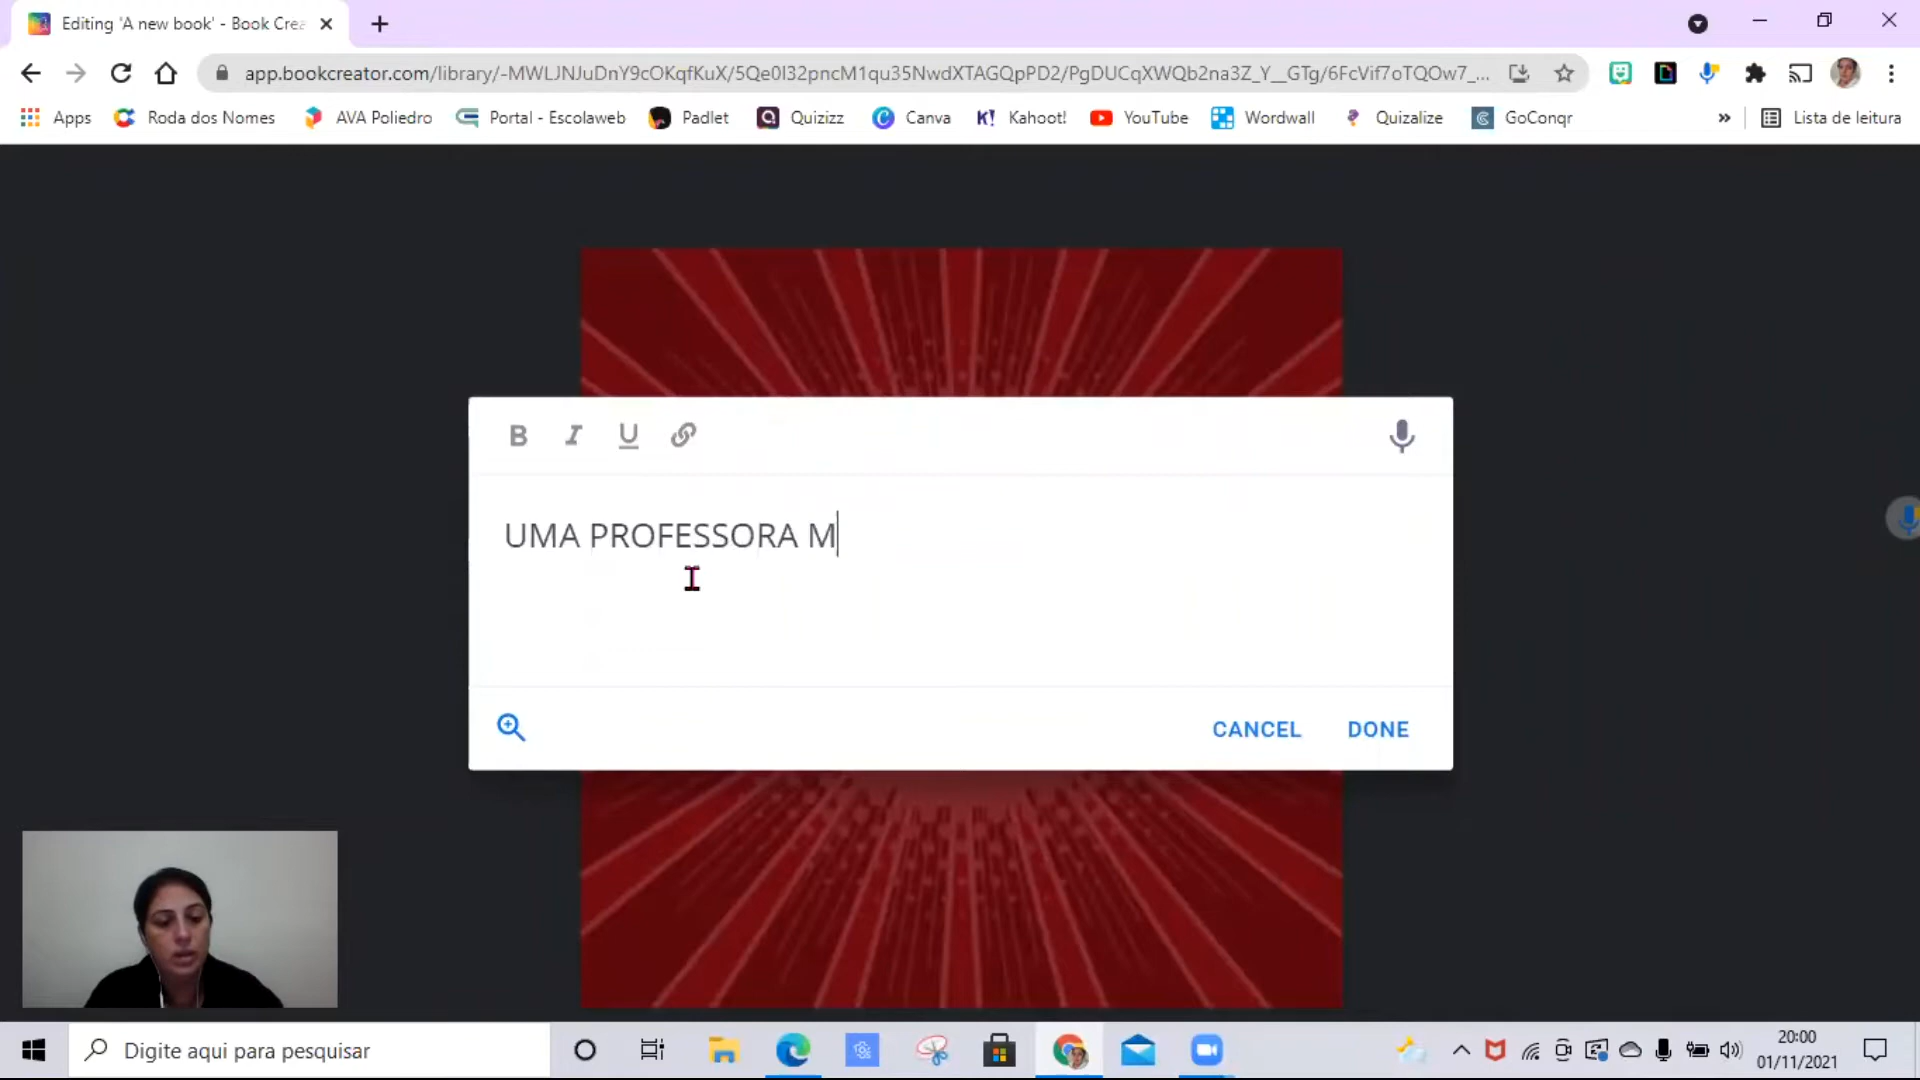 Editing 'A new book' - Book Crea
app.bookcreator.com/library/-MWLJNJuDnY9cOKqfKuX/5Qe0I32pncM1qu35NwdXTAGQpPD2/PgDUCqXWQb2na3Z_Y__GTg/6FcVif7oTQOw7_...
Apps Roda dos Nomes AVA Poliedro Portal - Escolaweb Padlet Quizizz Canva K! Kahoot! YouTube Wordwall Quizalize GoConqr » Lista de leitura
B I U
UMA PROFESSORA M
CANCEL DONE
Digite aqui para pesquisar
20:00
01/11/2021